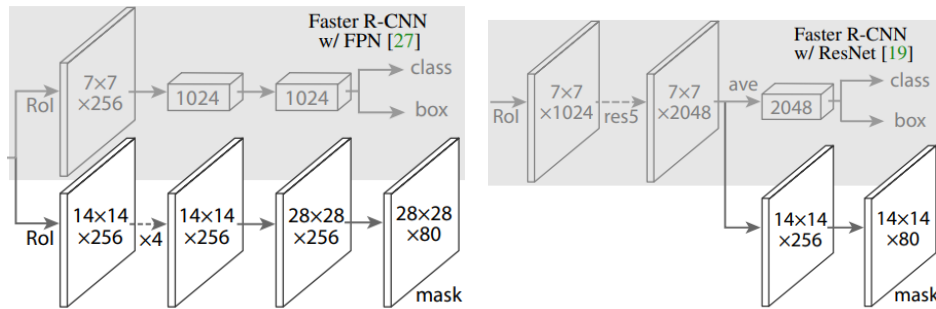 Faster R-CNN
w/ FPN [27]
RoI
7×7
×256
1024
1024
class
box
RoI
14×14
×256
×4
14×14
×256
28×28
×256
28×28
×80
mask
Faster R-CNN
w/ ResNet [19]
RoI
7×7
×1024
res5
7×7
×2048
ave
2048
class
box
14×14
×256
14×14
×80
mask